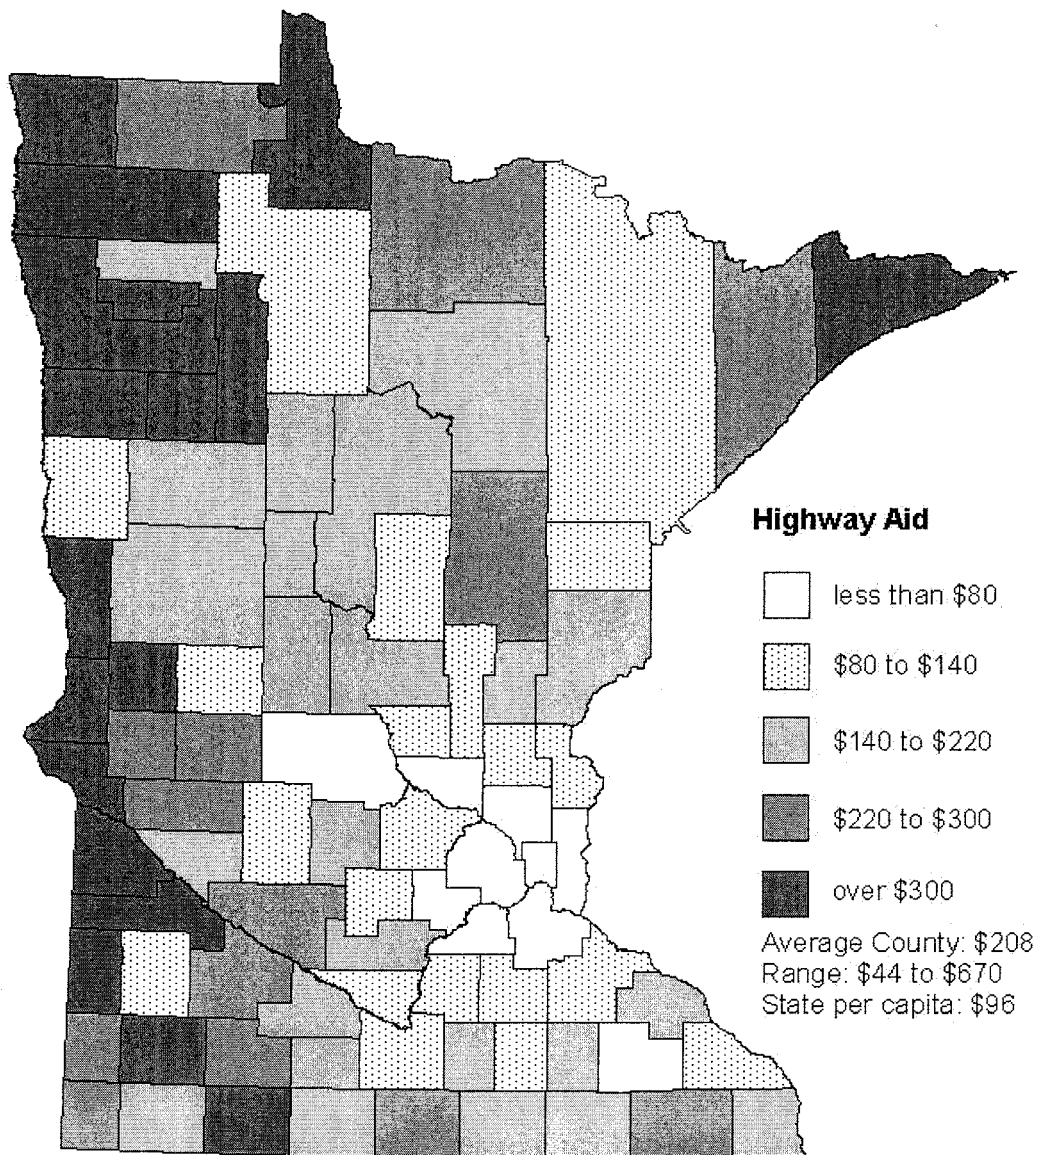 Highway Aid
less than $80
$80 to $140
$140 to $220
$220 to $300
over $300
Average County: $208
Range: $44 to $670
State per capita: $96